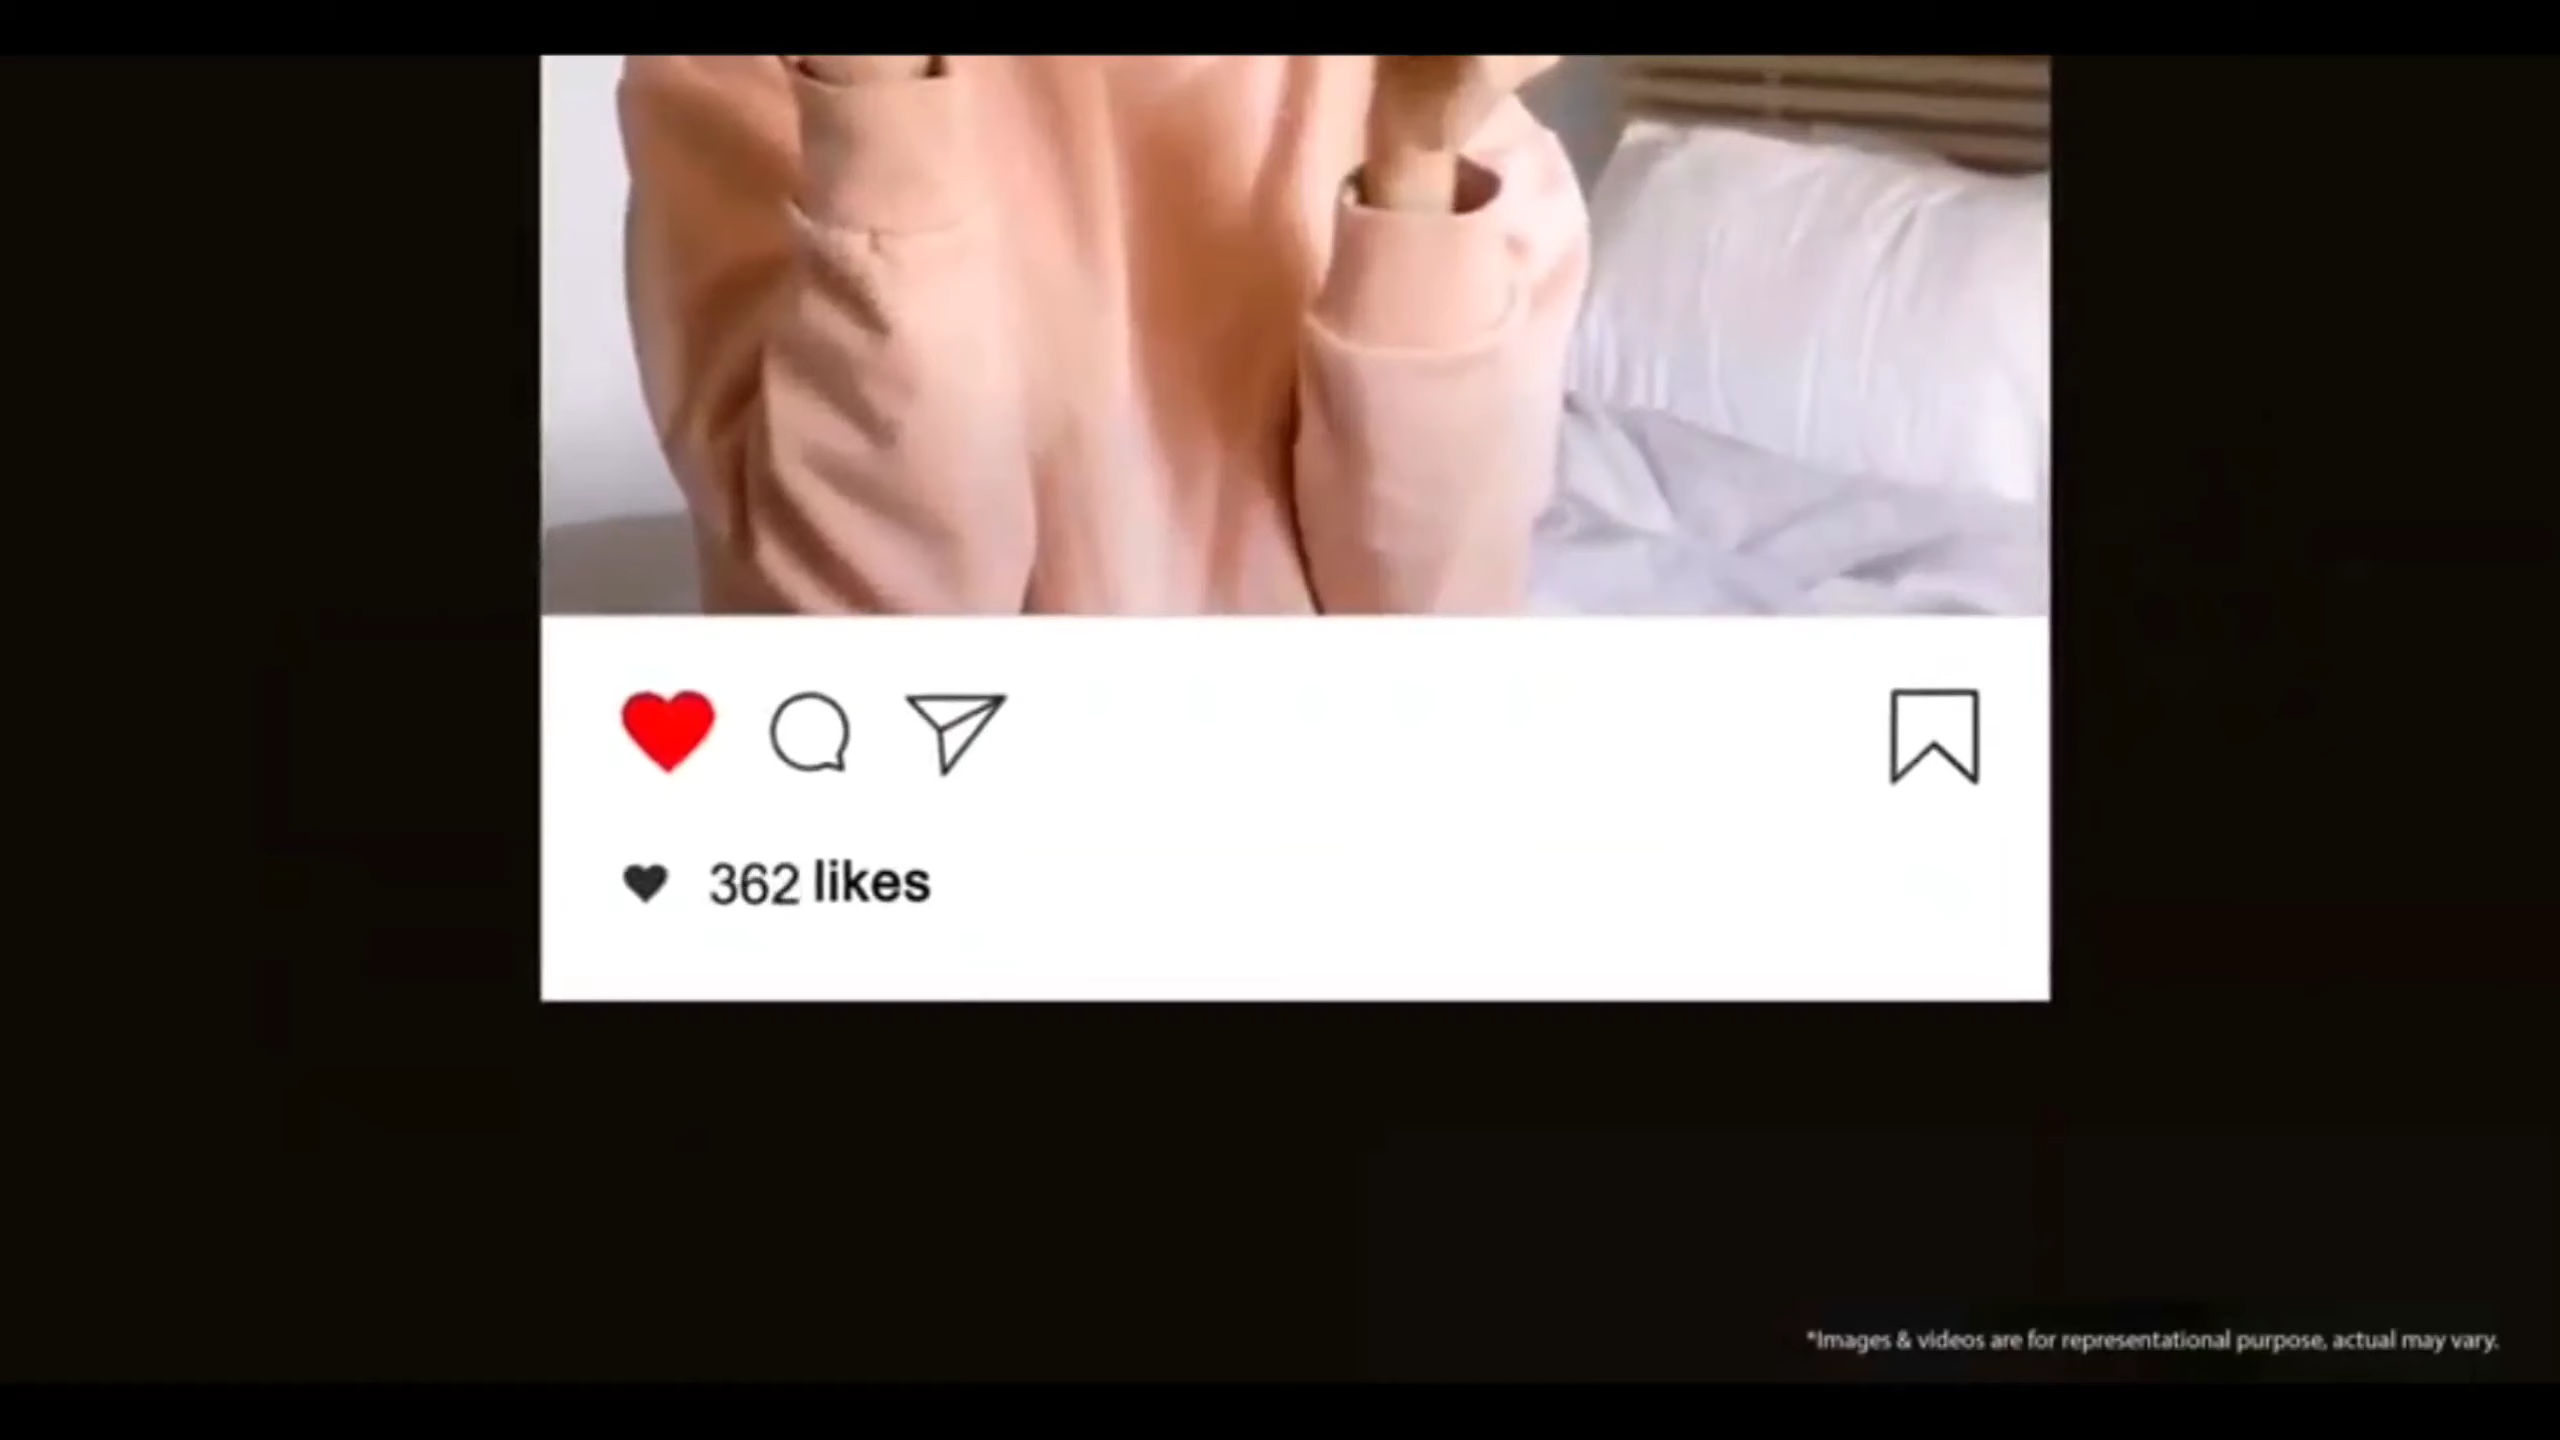 362 likes
*Images & videos are for representational purpose, actual may vary.